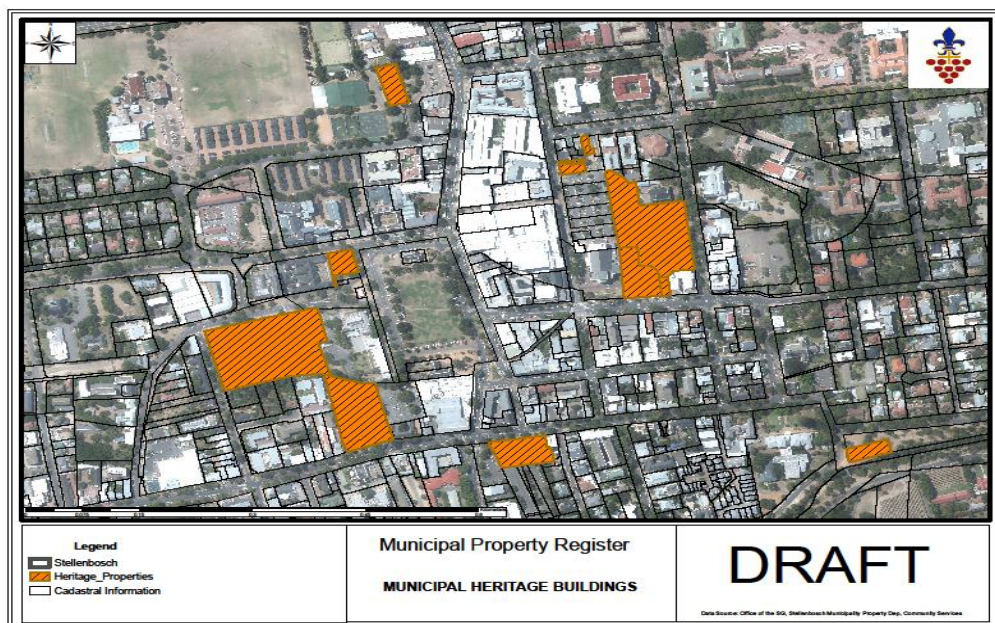 Legend
Stellenbosch
Heritage_Properties
Cadastral Information
Municipal Property Register
MUNICIPAL HERITAGE BUILDINGS
DRAFT
Data Source: Office of the SG, Stellenbosch Municipality Property Dep, Community Services